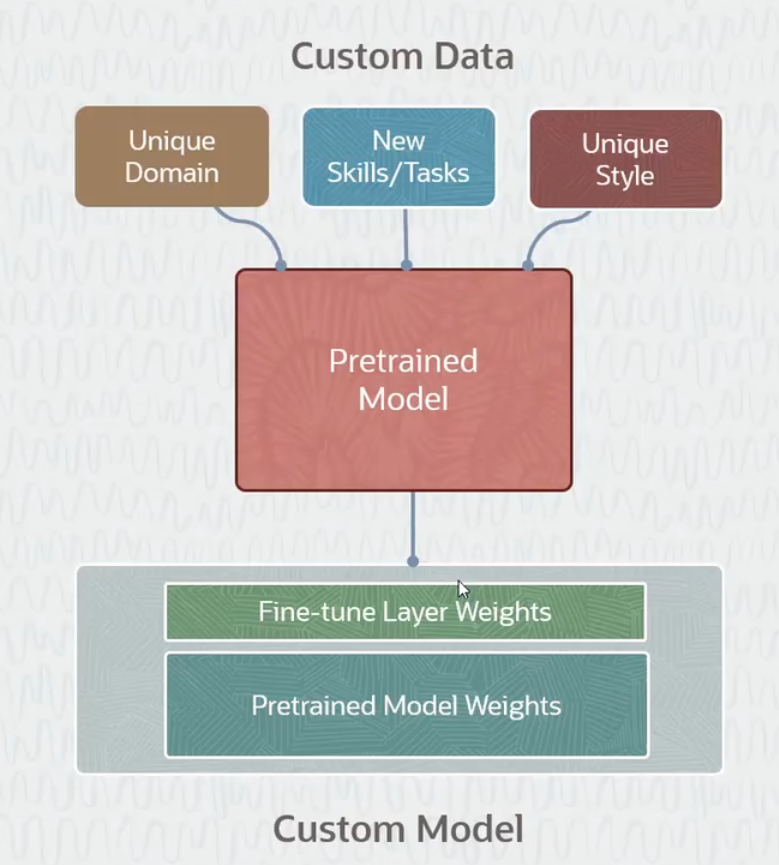 Custom Data
Unique
Domain
New
Skills/Tasks
Unique
Style
Pretrained
Model
Fine-tune Layer Weights
Pretrained Model Weights
Custom Model